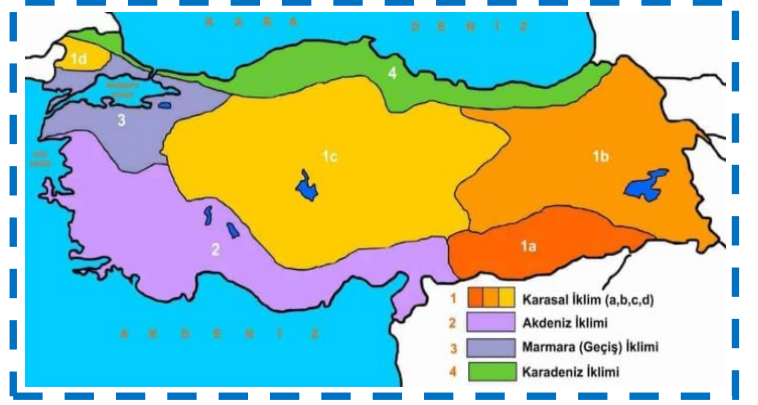 K A R A D E N İ Z
1d
4
3
1c
1b
2
1a
1 Karasal İklim (a,b,c,d)
2 Akdeniz İklimi
3 Marmara (Geçiş) İklimi
4 Karadeniz İklimi
A K D E N İ Z